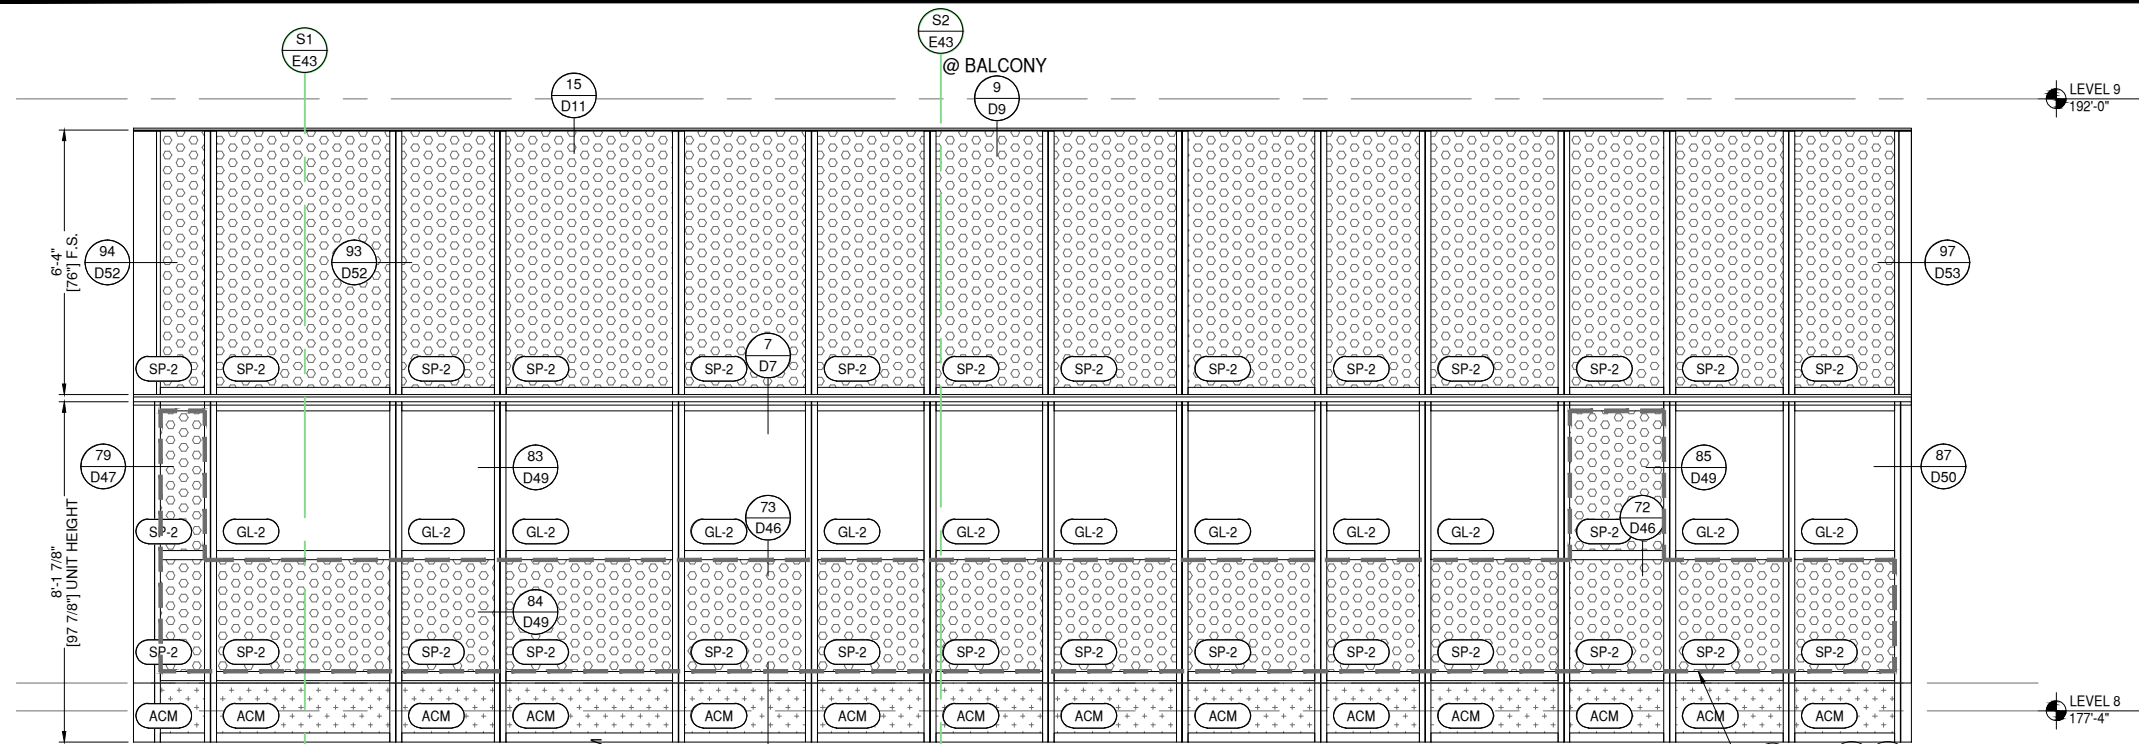 S1
E43
S2
E43
@ BALCONY
15
D11
9
D9
LEVEL 9
192'-0"
6'-4"
[76"] F.S.
94
D52
93
D52
97
D53
7
D7
SP-2 SP-2 SP-2 SP-2 SP-2 SP-2 SP-2 SP-2 SP-2 SP-2 SP-2 SP-2 SP-2 SP-2
79
D47
83
D49
85
D49
87
D50
8'-1 7/8"
[97 7/8"] UNIT HEIGHT
73
D46
72
D46
SP-2 GL-2 GL-2 GL-2 GL-2 GL-2 GL-2 GL-2 GL-2 GL-2 GL-2 SP-2 GL-2 GL-2
84
D49
SP-2 SP-2 SP-2 SP-2 SP-2 SP-2 SP-2 SP-2 SP-2 SP-2 SP-2 SP-2 SP-2 SP-2
ACM ACM ACM ACM ACM ACM ACM ACM ACM ACM ACM ACM ACM ACM
LEVEL 8
177'-4"